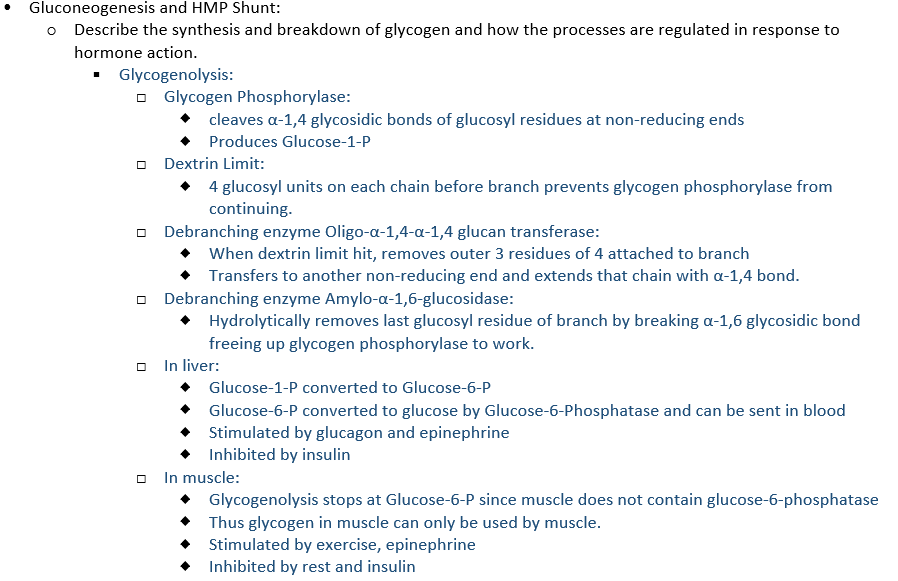 • Gluconeogenesis and HMP Shunt:
o Describe the synthesis and breakdown of glycogen and how the processes are regulated in response to
hormone action.
▪ Glycogenolysis:
□ Glycogen Phosphorylase:
◆ cleaves α-1,4 glycosidic bonds of glucosyl residues at non-reducing ends
◆ Produces Glucose-1-P
□ Dextrin Limit:
◆ 4 glucosyl units on each chain before branch prevents glycogen phosphorylase from
continuing.
□ Debranching enzyme Oligo-α-1,4-α-1,4 glucan transferase:
◆ When dextrin limit hit, removes outer 3 residues of 4 attached to branch
◆ Transfers to another non-reducing end and extends that chain with α-1,4 bond.
□ Debranching enzyme Amylo-α-1,6-glucosidase:
◆ Hydrolytically removes last glucosyl residue of branch by breaking α-1,6 glycosidic bond
freeing up glycogen phosphorylase to work.
□ In liver:
◆ Glucose-1-P converted to Glucose-6-P
◆ Glucose-6-P converted to glucose by Glucose-6-Phosphatase and can be sent in blood
◆ Stimulated by glucagon and epinephrine
◆ Inhibited by insulin
□ In muscle:
◆ Glycogenolysis stops at Glucose-6-P since muscle does not contain glucose-6-phosphatase
◆ Thus glycogen in muscle can only be used by muscle.
◆ Stimulated by exercise, epinephrine
◆ Inhibited by rest and insulin